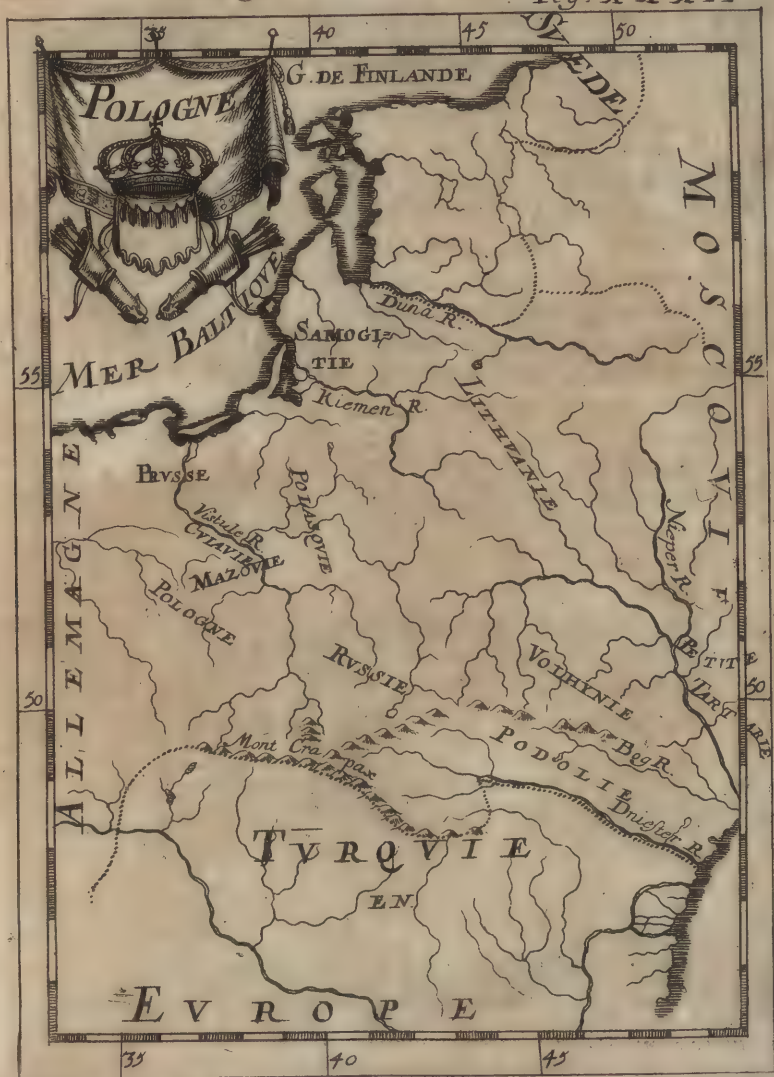 35
40
45
50
POLOGNE
G. DE FINLANDE
SVEDE
MOSCOVIE
MER BALTIQVE
Duna R.
SAMOGI=
TIE
55
55
Kiemen R.
LITHVANIE
PRVSSE
POLAQVIE
Nieper R.
Vistule R.
CVIAVIE
MAZOVIE
POLOGNE
ALLEMAGNE
RVSSIE
VOLHYNIE
PETITE
TARTARIE
50
50
Mont Crapax
PODOLIE
Bog R.
Dniester R.
TVRQVIE
EN
EVROPE
35
40
45